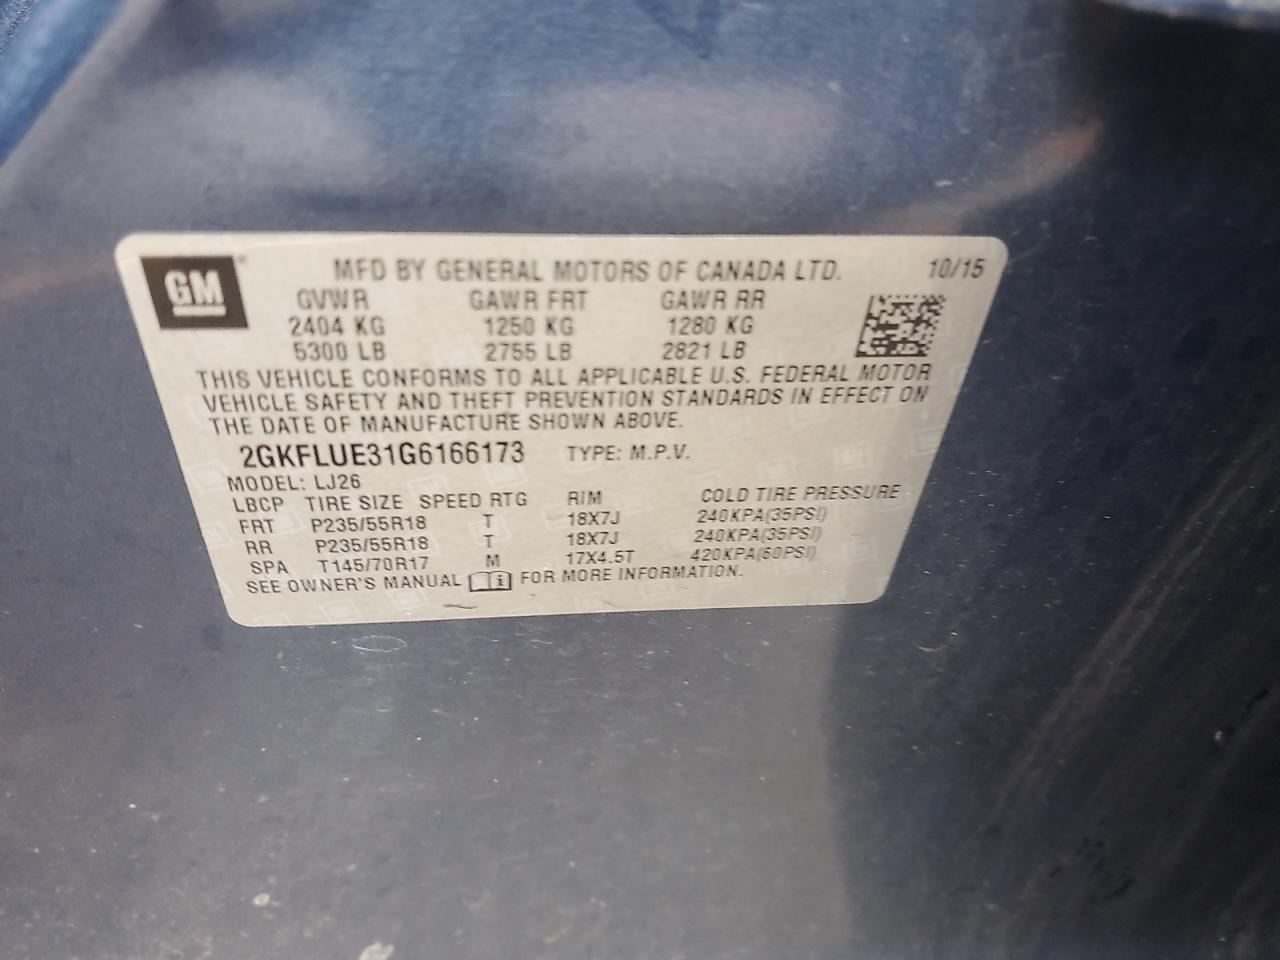 GM MFD BY GENERAL MOTORS OF CANADA LTD. 10/15
GVWR GAWR FRT GAWR RR
2404 KG 1250 KG 1280 KG
5300 LB 2755 LB 2821 LB
THIS VEHICLE CONFORMS TO ALL APPLICABLE U.S. FEDERAL MOTOR
VEHICLE SAFETY AND THEFT PREVENTION STANDARDS IN EFFECT ON
THE DATE OF MANUFACTURE SHOWN ABOVE.
2GKFLUE31G6166173 TYPE: M.P.V.
MODEL: LJ26
LBCP TIRE SIZE SPEED RTG RIM COLD TIRE PRESSURE
FRT P235/55R18 T 18X7J 240KPA(35PSI)
RR P235/55R18 T 18X7J 240KPA(35PSI)
SPA T145/70R17 M 17X4.5T 420KPA(60PSI)
SEE OWNER'S MANUAL FOR MORE INFORMATION.